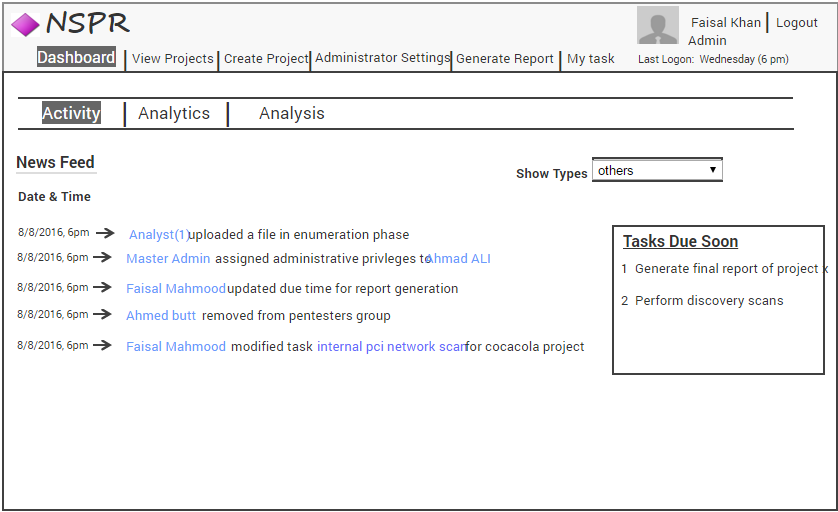 NSPR
Faisal Khan | Logout
Admin
Dashboard | View Projects | Create Project | Administrator Settings | Generate Report | My task
Last Logon: Wednesday (6 pm)
Activity | Analytics | Analysis
News Feed
Show Types others
Date & Time
8/8/2016, 6pm Analyst(1) uploaded a file in enumeration phase
8/8/2016, 6pm Master Admin assigned administrative privleges to Ahmad ALI
8/8/2016, 6pm Faisal Mahmood updated due time for report generation
8/8/2016, 6pm Ahmed butt removed from pentesters group
8/8/2016, 6pm Faisal Mahmood modified task internal pci network scan for cocacola project
Tasks Due Soon
1 Generate final report of project x
2 Perform discovery scans